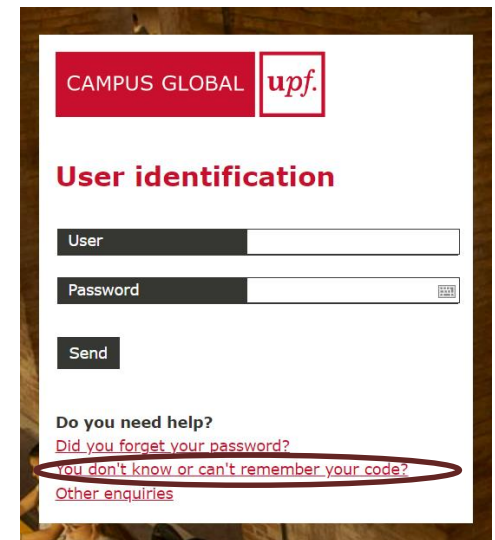 CAMPUS GLOBAL upf.
User identification
User
Password
Send
Do you need help?
Did you forget your password?
You don't know or can't remember your code?
Other enquiries